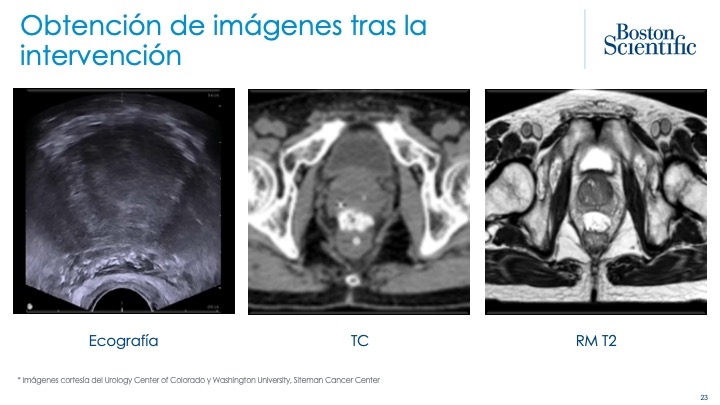 Obtención de imágenes tras la
intervención
Boston
Scientific
Ecografía
TC
RM T2
* Imágenes cortesía del Urology Center of Colorado y Washington University, Siteman Cancer Center
23